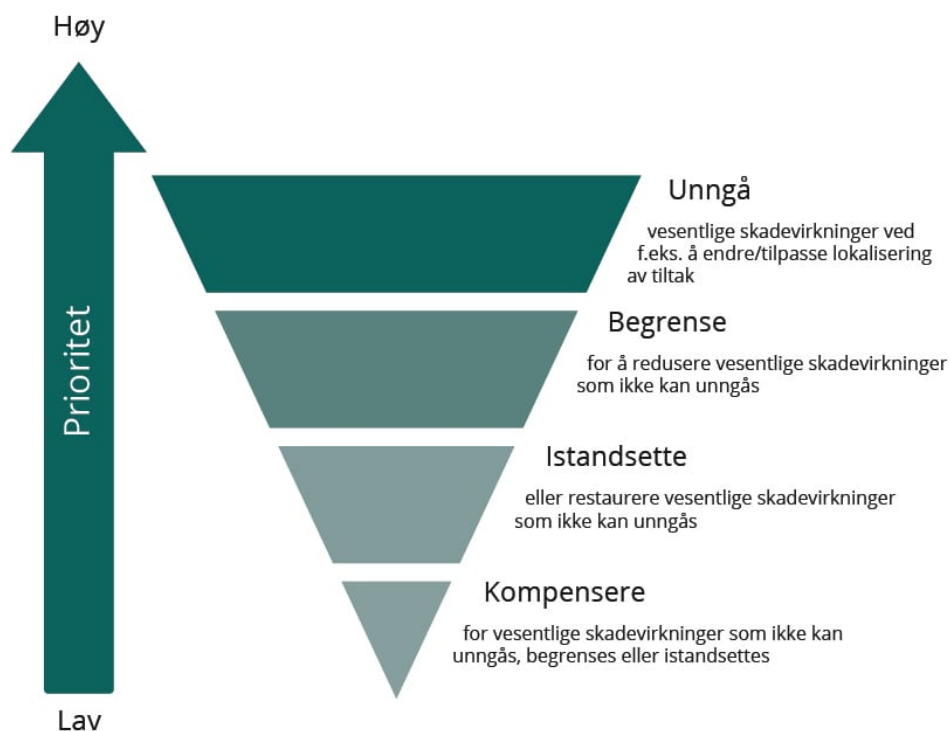 Høy
Prioritet
Unngå
vesentlige skadevirkninger ved
f.eks. å endre/tilpasse lokalisering
av tiltak
Begrense
for å redusere vesentlige skadevirkninger
som ikke kan unngås
Istandsette
eller restaurere vesentlige skadevirkninger
som ikke kan unngås
Kompensere
for vesentlige skadevirkninger som ikke kan
unngås, begrenses eller istandsettes
Lav